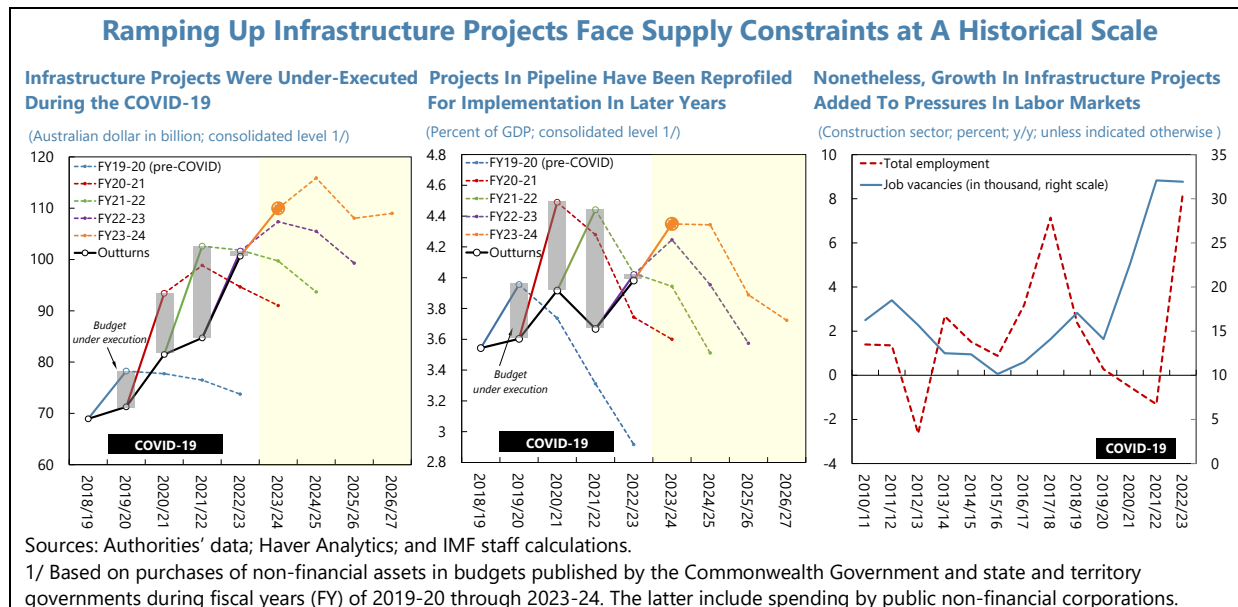 Ramping Up Infrastructure Projects Face Supply Constraints at A Historical Scale
Infrastructure Projects Were Under-Executed
During the COVID-19
(Australian dollar in billion; consolidated level 1/)
120
110
100
90
80
70
60
FY19-20 (pre-COVID)
FY20-21
FY21-22
FY22-23
FY23-24
Outturns
Budget
under execution
COVID-19
2018/19
2019/20
2020/21
2021/22
2022/23
2023/24
2024/25
2025/26
2026/27
Projects In Pipeline Have Been Reprofiled
For Implementation In Later Years
(Percent of GDP; consolidated level 1/)
4.8
4.6
4.4
4.2
4
3.8
3.6
3.4
3.2
3
2.8
FY19-20 (pre-COVID)
FY20-21
FY21-22
FY22-23
FY23-24
Outturns
Budget
under execution
COVID-19
2018/19
2019/20
2020/21
2021/22
2022/23
2023/24
2024/25
2025/26
2026/27
Nonetheless, Growth In Infrastructure Projects
Added To Pressures In Labor Markets
(Construction sector; percent; y/y; unless indicated otherwise )
10
8
6
4
2
0
-2
-4
Total employment
Job vacancies (in thousand, right scale)
35
30
25
20
15
10
5
0
COVID-19
2010/11
2011/12
2012/13
2013/14
2014/15
2015/16
2016/17
2017/18
2018/19
2019/20
2020/21
2021/22
2022/23
Sources: Authorities' data; Haver Analytics; and IMF staff calculations.
1/ Based on purchases of non-financial assets in budgets published by the Commonwealth Government and state and territory
governments during fiscal years (FY) of 2019-20 through 2023-24. The latter include spending by public non-financial corporations.